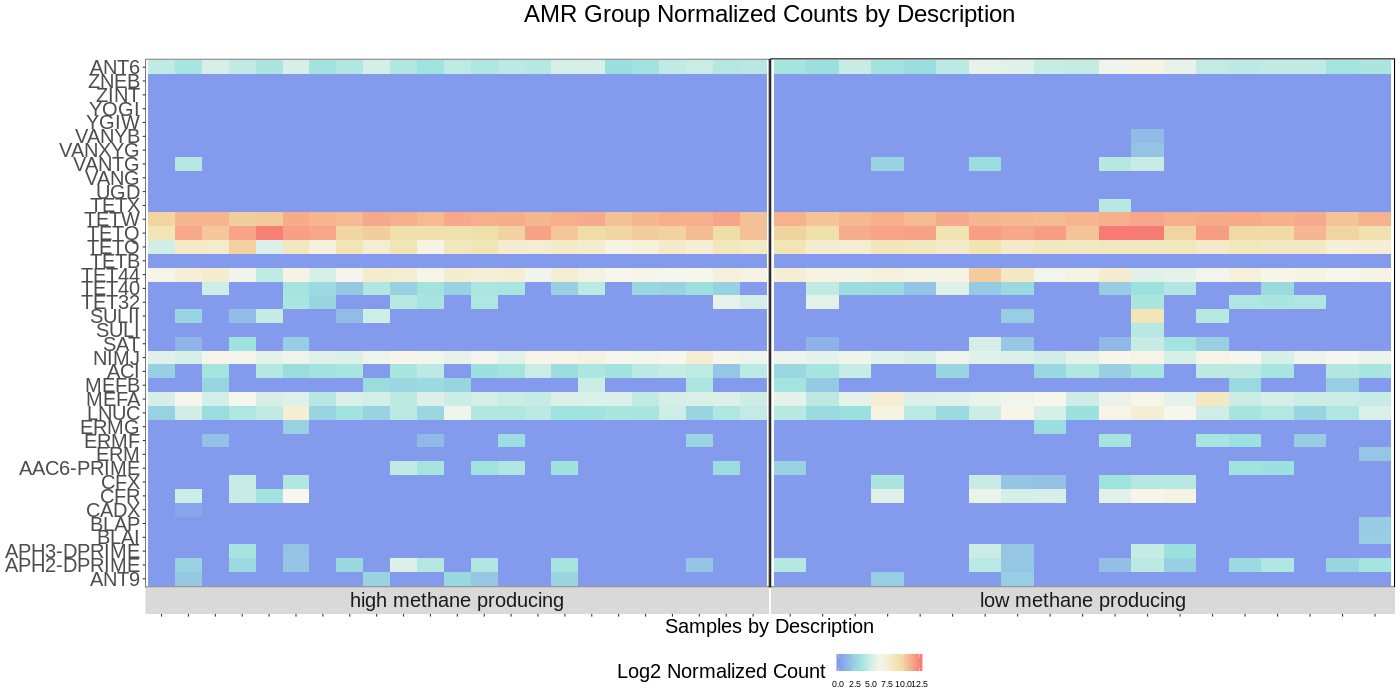 AMR Group Normalized Counts by Description
ANT6
ZNFB
ZINT
YOGI
YGIW
VANYB
VANXYG
VANTG
VANG
UGD
TETX
TETW
TETQ
TETO
TETB
TET44
TET40
TET32
SULII
SULI
SAT
NIMJ
ACI
MEFB
MEFA
LNUC
ERMG
ERMF
ERM
AAC6-PRIME
CFX
CFR
CADX
BLAP
BLAI
APH3-DPRIME
APH2-DPRIME
ANT9
high methane producing low methane producing
Samples by Description
Log2 Normalized Count
0.0 2.5 5.0 7.5 10.0 12.5